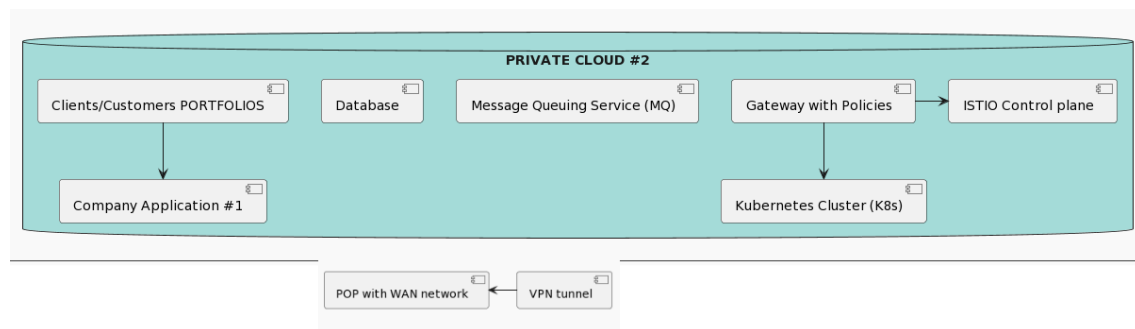 PRIVATE CLOUD #2
Clients/Customers PORTFOLIOS
Database
Message Queuing Service (MQ)
Gateway with Policies
ISTIO Control plane
Company Application #1
Kubernetes Cluster (K8s)
POP with WAN network
VPN tunnel